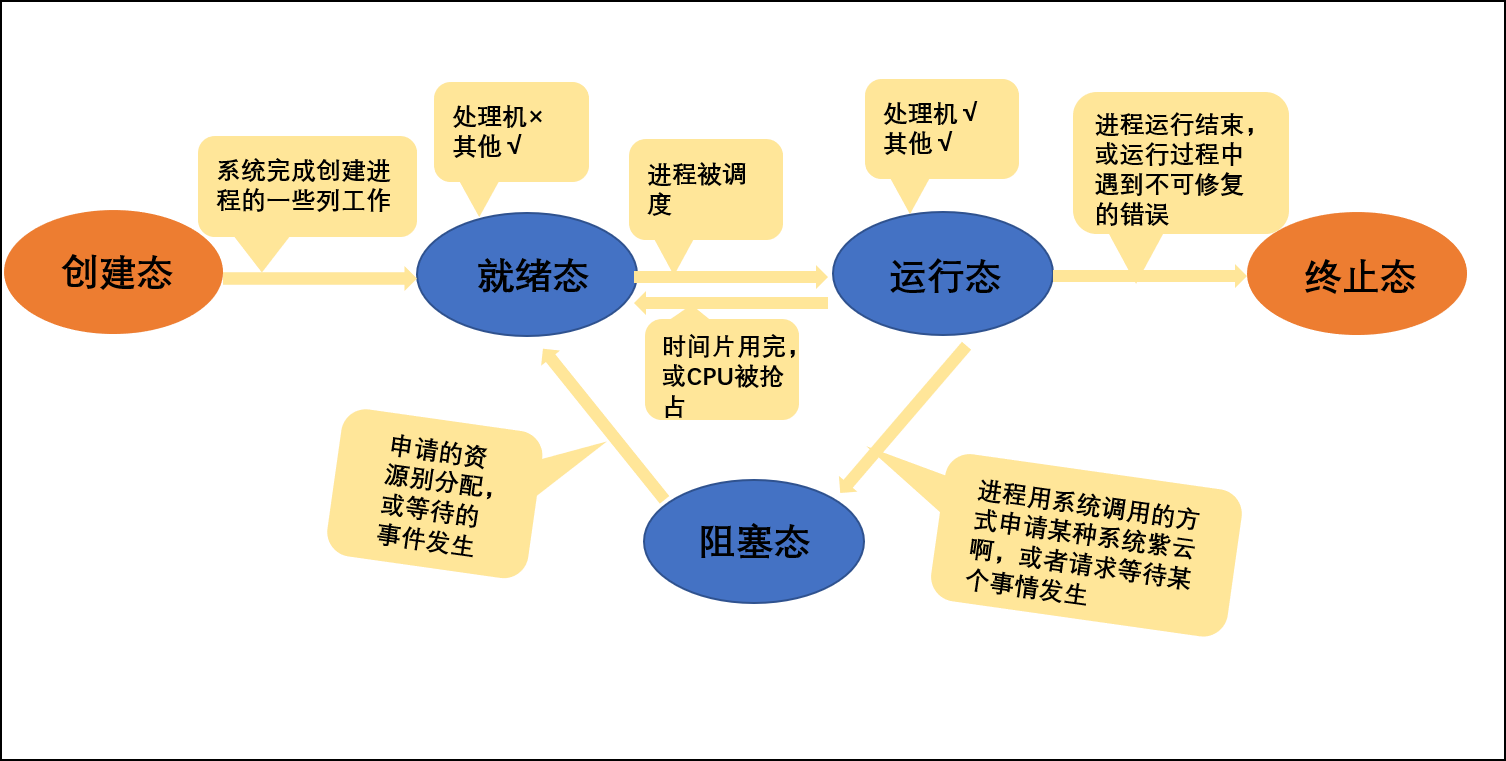 系统完成创建进
程的一些列工作
处理机×
其他 √
进程被调
度
处理机 √
其他 √
进程运行结束，
或运行过程中
遇到不可修复
的错误
创建态
就绪态
运行态
终止态
时间片用完，
或CPU被抢
占
申请的资
源别分配，
或等待的
事件发生
阻塞态
进程用系统调用的方
式申请某种系统紫云
啊，或者请求等待某
个事情发生